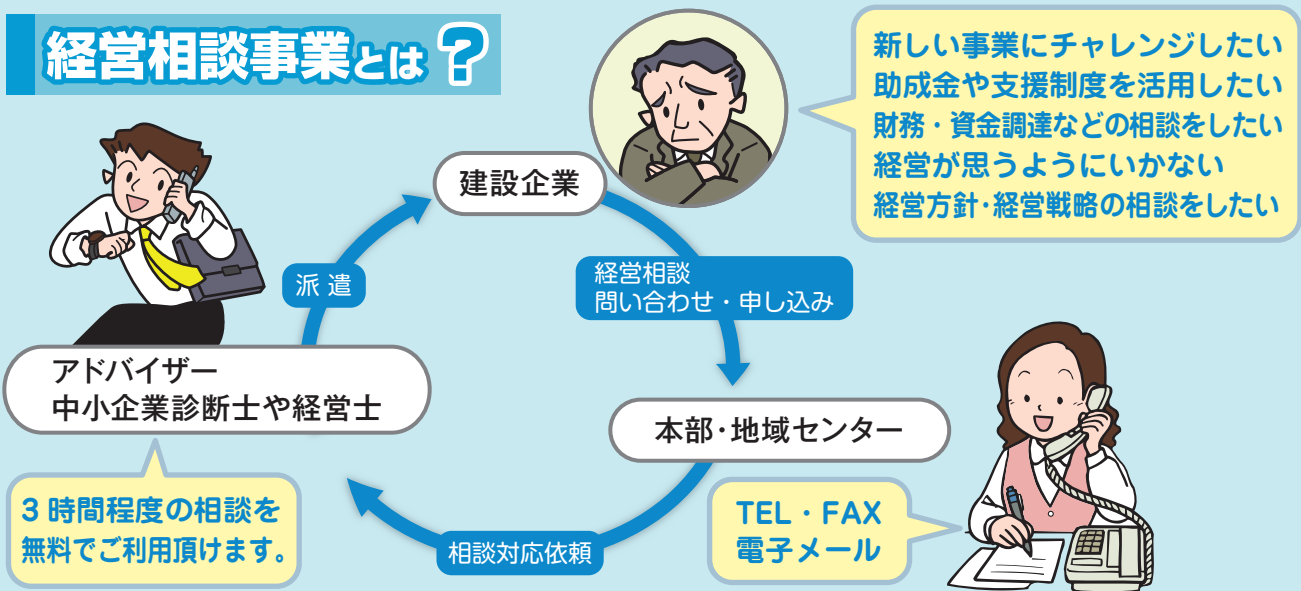 経営相談事業とは?
新しい事業にチャレンジしたい
助成金や支援制度を活用したい
財務・資金調達などの相談をしたい
経営が思うようにいかない
経営方針・経営戦略の相談をしたい
建設企業
派遣
経営相談
問い合わせ・申し込み
アドバイザー
中小企業診断士や経営士
本部・地域センター
3時間程度の相談を
無料でご利用頂けます。
相談対応依頼
TEL・FAX
電子メール